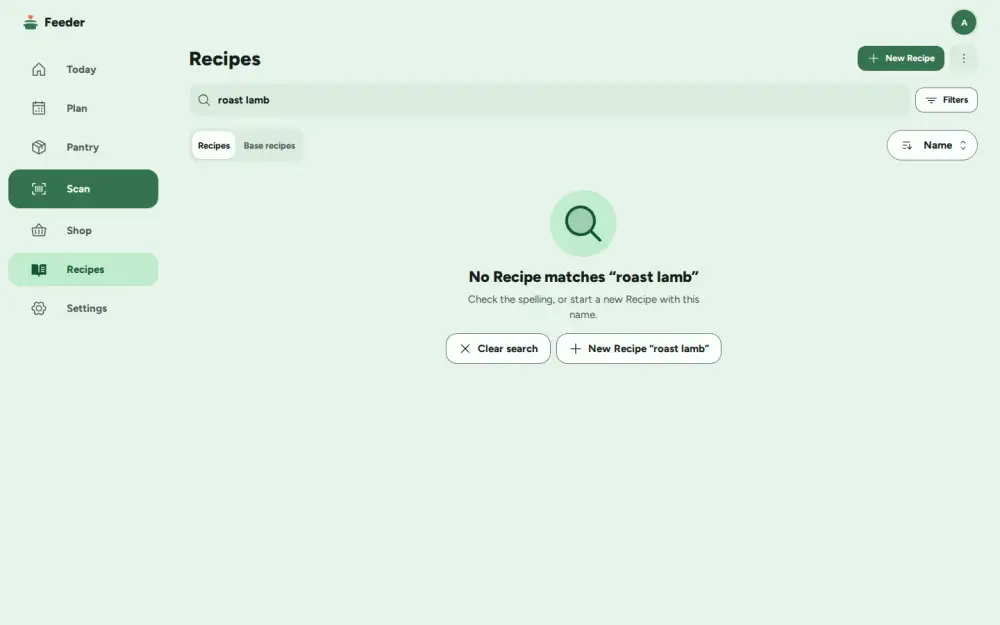 Feeder
A
Today
Plan
Pantry
Scan
Shop
Recipes
Settings
Recipes
New Recipe
roast lamb
Filters
Recipes
Base recipes
Name
No Recipe matches “roast lamb”
Check the spelling, or start a new Recipe with this
name.
Clear search
New Recipe “roast lamb”